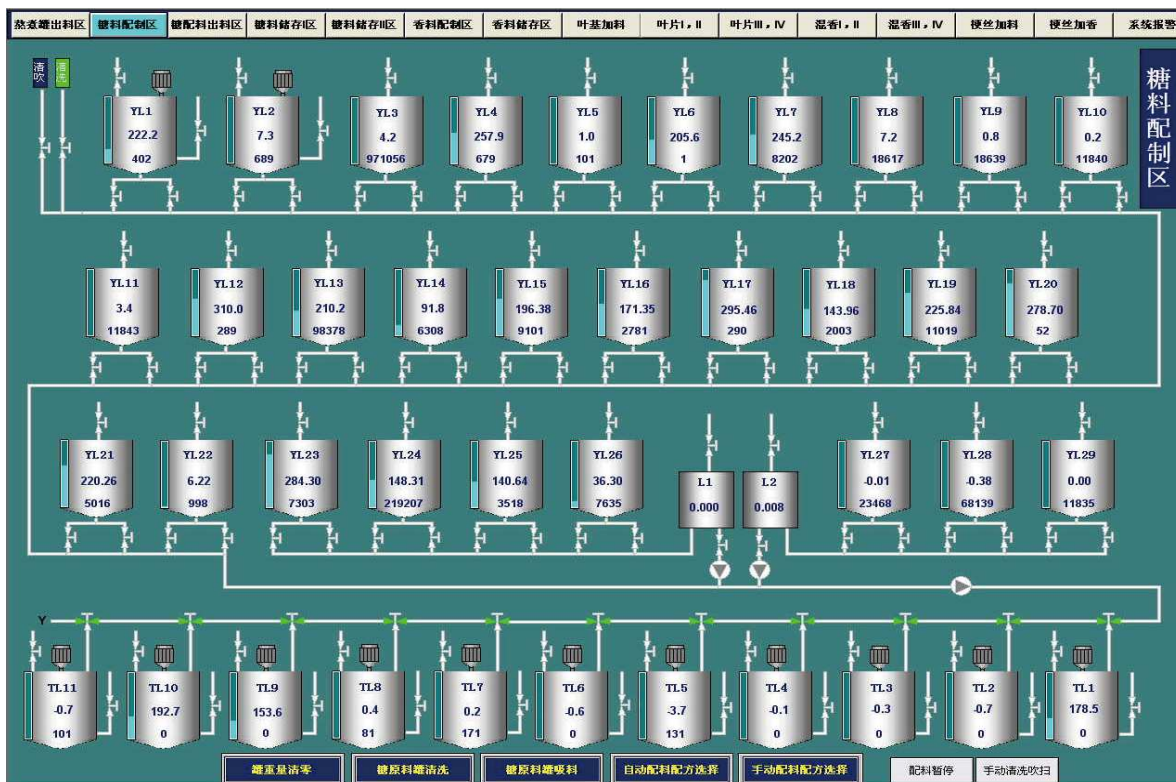 熬煮罐出料区 糖料配制区 糖配料出料区 糖料储存I区 糖料储存II区 香料配制区 香料储存区 叶基加料 叶片I，II 叶片III，IV 混香I，II 混香III，IV 梗丝加料 梗丝加香 系统报警
吹渣 清洗
糖料配制区
YL1 YL2 YL3 YL4 YL5 YL6 YL7 YL8 YL9 YL10
222.2 7.3 4.2 257.9 1.0 205.6 245.2 7.2 0.8 0.2
402 689 971056 679 101 1 8202 18617 18639 11840
YL11 YL12 YL13 YL14 YL15 YL16 YL17 YL18 YL19 YL20
3.4 310.0 210.2 91.8 196.38 171.35 295.46 143.96 225.84 278.70
11843 289 98378 6308 9101 2781 290 2003 11019 52
YL21 YL22 YL23 YL24 YL25 YL26 L1 L2 YL27 YL28 YL29
220.26 6.22 284.30 148.31 140.64 36.30 0.000 0.008 -0.01 -0.38 0.00
5016 998 7303 219207 3518 7635 23468 68139 11835
Y
TL11 TL10 TL9 TL8 TL7 TL6 TL5 TL4 TL3 TL2 TL1
-0.7 192.7 153.6 0.4 0.2 -0.6 -3.7 -0.1 -0.3 -0.7 178.5
101 0 0 81 171 0 131 0 0 0 0
罐重量清零 糖原料罐清洗 糖原料罐吸料 自动配料配方选择 手动配料配方选择 配料暂停 手动清洗吹扫